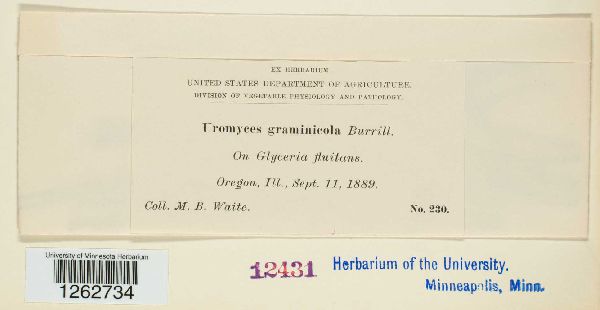 EX HERBARIUM
UNITED STATES DEPARTMENT OF AGRICULTURE.
DIVISION OF VEGETABLE PHYSIOLOGY AND PATHOLOGY.
Uromyces graminicola Burrill.
On Glyceria fluitans.
Oregon, Ill., Sept. 11, 1889.
Coll. M. B. Waite. No. 230.
University of Minnesota Herbarium
1262734
12431 Herbarium of the University.
Minneapolis, Minn.